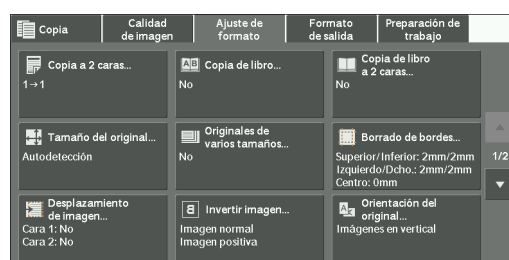 Copia
Calidad
de imagen
Ajuste de
formato
Formato
de salida
Preparación de
trabajo
Copia a 2 caras...
1→1
AB Copia de libro...
No
Copia de libro
a 2 caras...
No
Tamaño del original...
Autodetección
Originales de
varios tamaños...
No
Borrado de bordes...
Superior/Inferior: 2mm/2mm
Izquierdo/Dcho.: 2mm/2mm
Centro: 0mm
1/2
Desplazamiento
de imagen...
Cara 1: No
Cara 2: No
Invertir imagen...
Imagen normal
Imagen positiva
Orientación del
original...
Imágenes en vertical